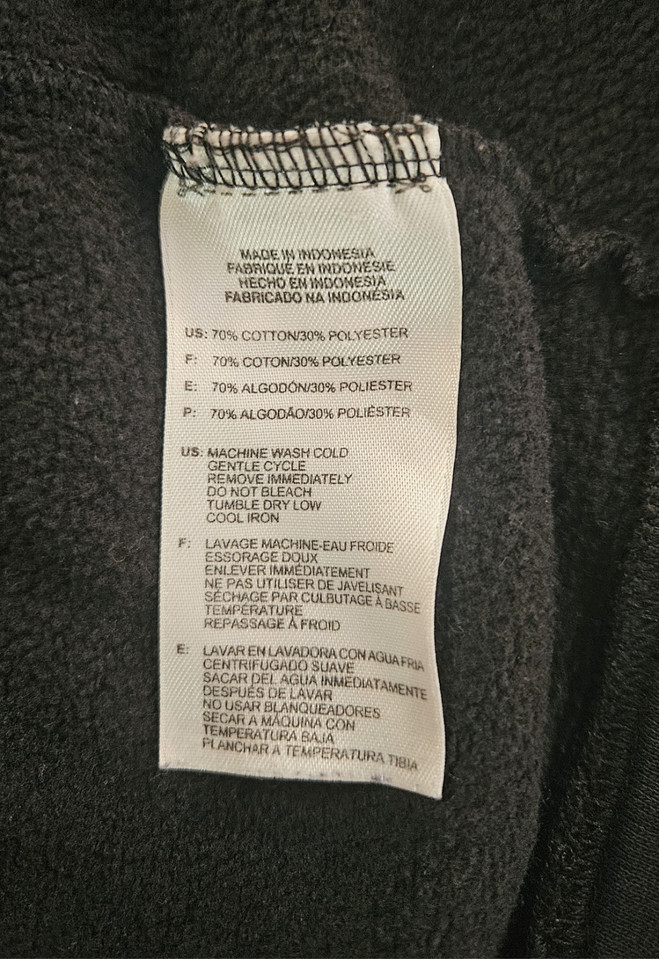 MADE IN INDONESIA
FABRIQUÉ EN INDONÉSIE
HECHO EN INDONESIA
FABRICADO NA INDONÉSIA
US: 70% COTTON/30% POLYESTER
F: 70% COTON/30% POLYESTER
E: 70% ALGODÓN/30% POLIESTER
P: 70% ALGODÃO/30% POLIÉSTER
US: MACHINE WASH COLD
GENTLE CYCLE
REMOVE IMMEDIATELY
DO NOT BLEACH
TUMBLE DRY LOW
COOL IRON
F: LAVAGE MACHINE-EAU FROIDE
ESSORAGE DOUX
ENLEVER IMMÉDIATEMENT
NE PAS UTILISER DE JAVELISANT
SÉCHAGE PAR CULBUTAGE À BASSE
TEMPÉRATURE
REPASSAGE À FROID
E: LAVAR EN LAVADORA CON AGUA FRIA
CENTRIFUGADO SUAVE
SACAR DEL AGUA INMEDIATAMENTE
DESPUÉS DE LAVAR
NO USAR BLANQUEADORES
SECAR A MÁQUINA CON
TEMPERATURA BAJA
PLANCHAR A TEMPERATURA TIBIA